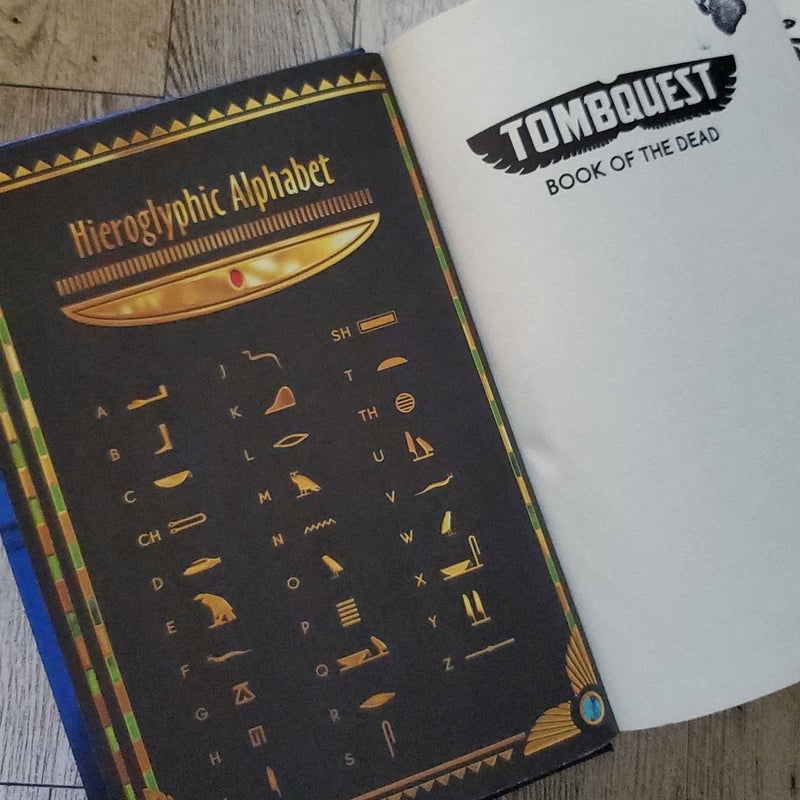 Hieroglyphic Alphabet
A
B
C
CH
D
E
F
G
H
I
J
K
L
M
N
O
P
Q
R
S
SH
T
TH
U
V
W
X
Y
Z
TOMBQUEST
BOOK OF THE DEAD